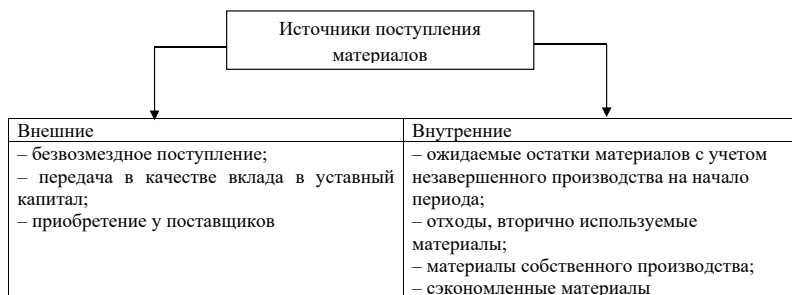 Источники поступления
материалов
Внешние
– безвозмездное поступление;
– передача в качестве вклада в уставный
капитал;
– приобретение у поставщиков
Внутренние
– ожидаемые остатки материалов с учетом
незавершенного производства на начало
периода;
– отходы, вторично используемые
материалы;
– материалы собственного производства;
– сэкономленные материалы